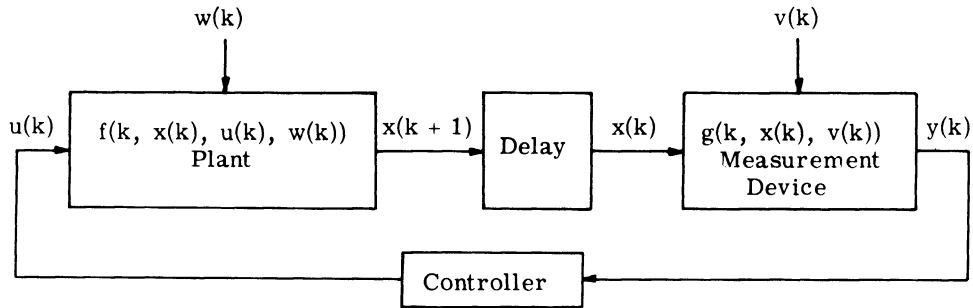 w(k)
v(k)
u(k)
f(k, x(k), u(k), w(k))
Plant
x(k + 1)
Delay
x(k)
g(k, x(k), v(k))
Measurement
Device
y(k)
Controller